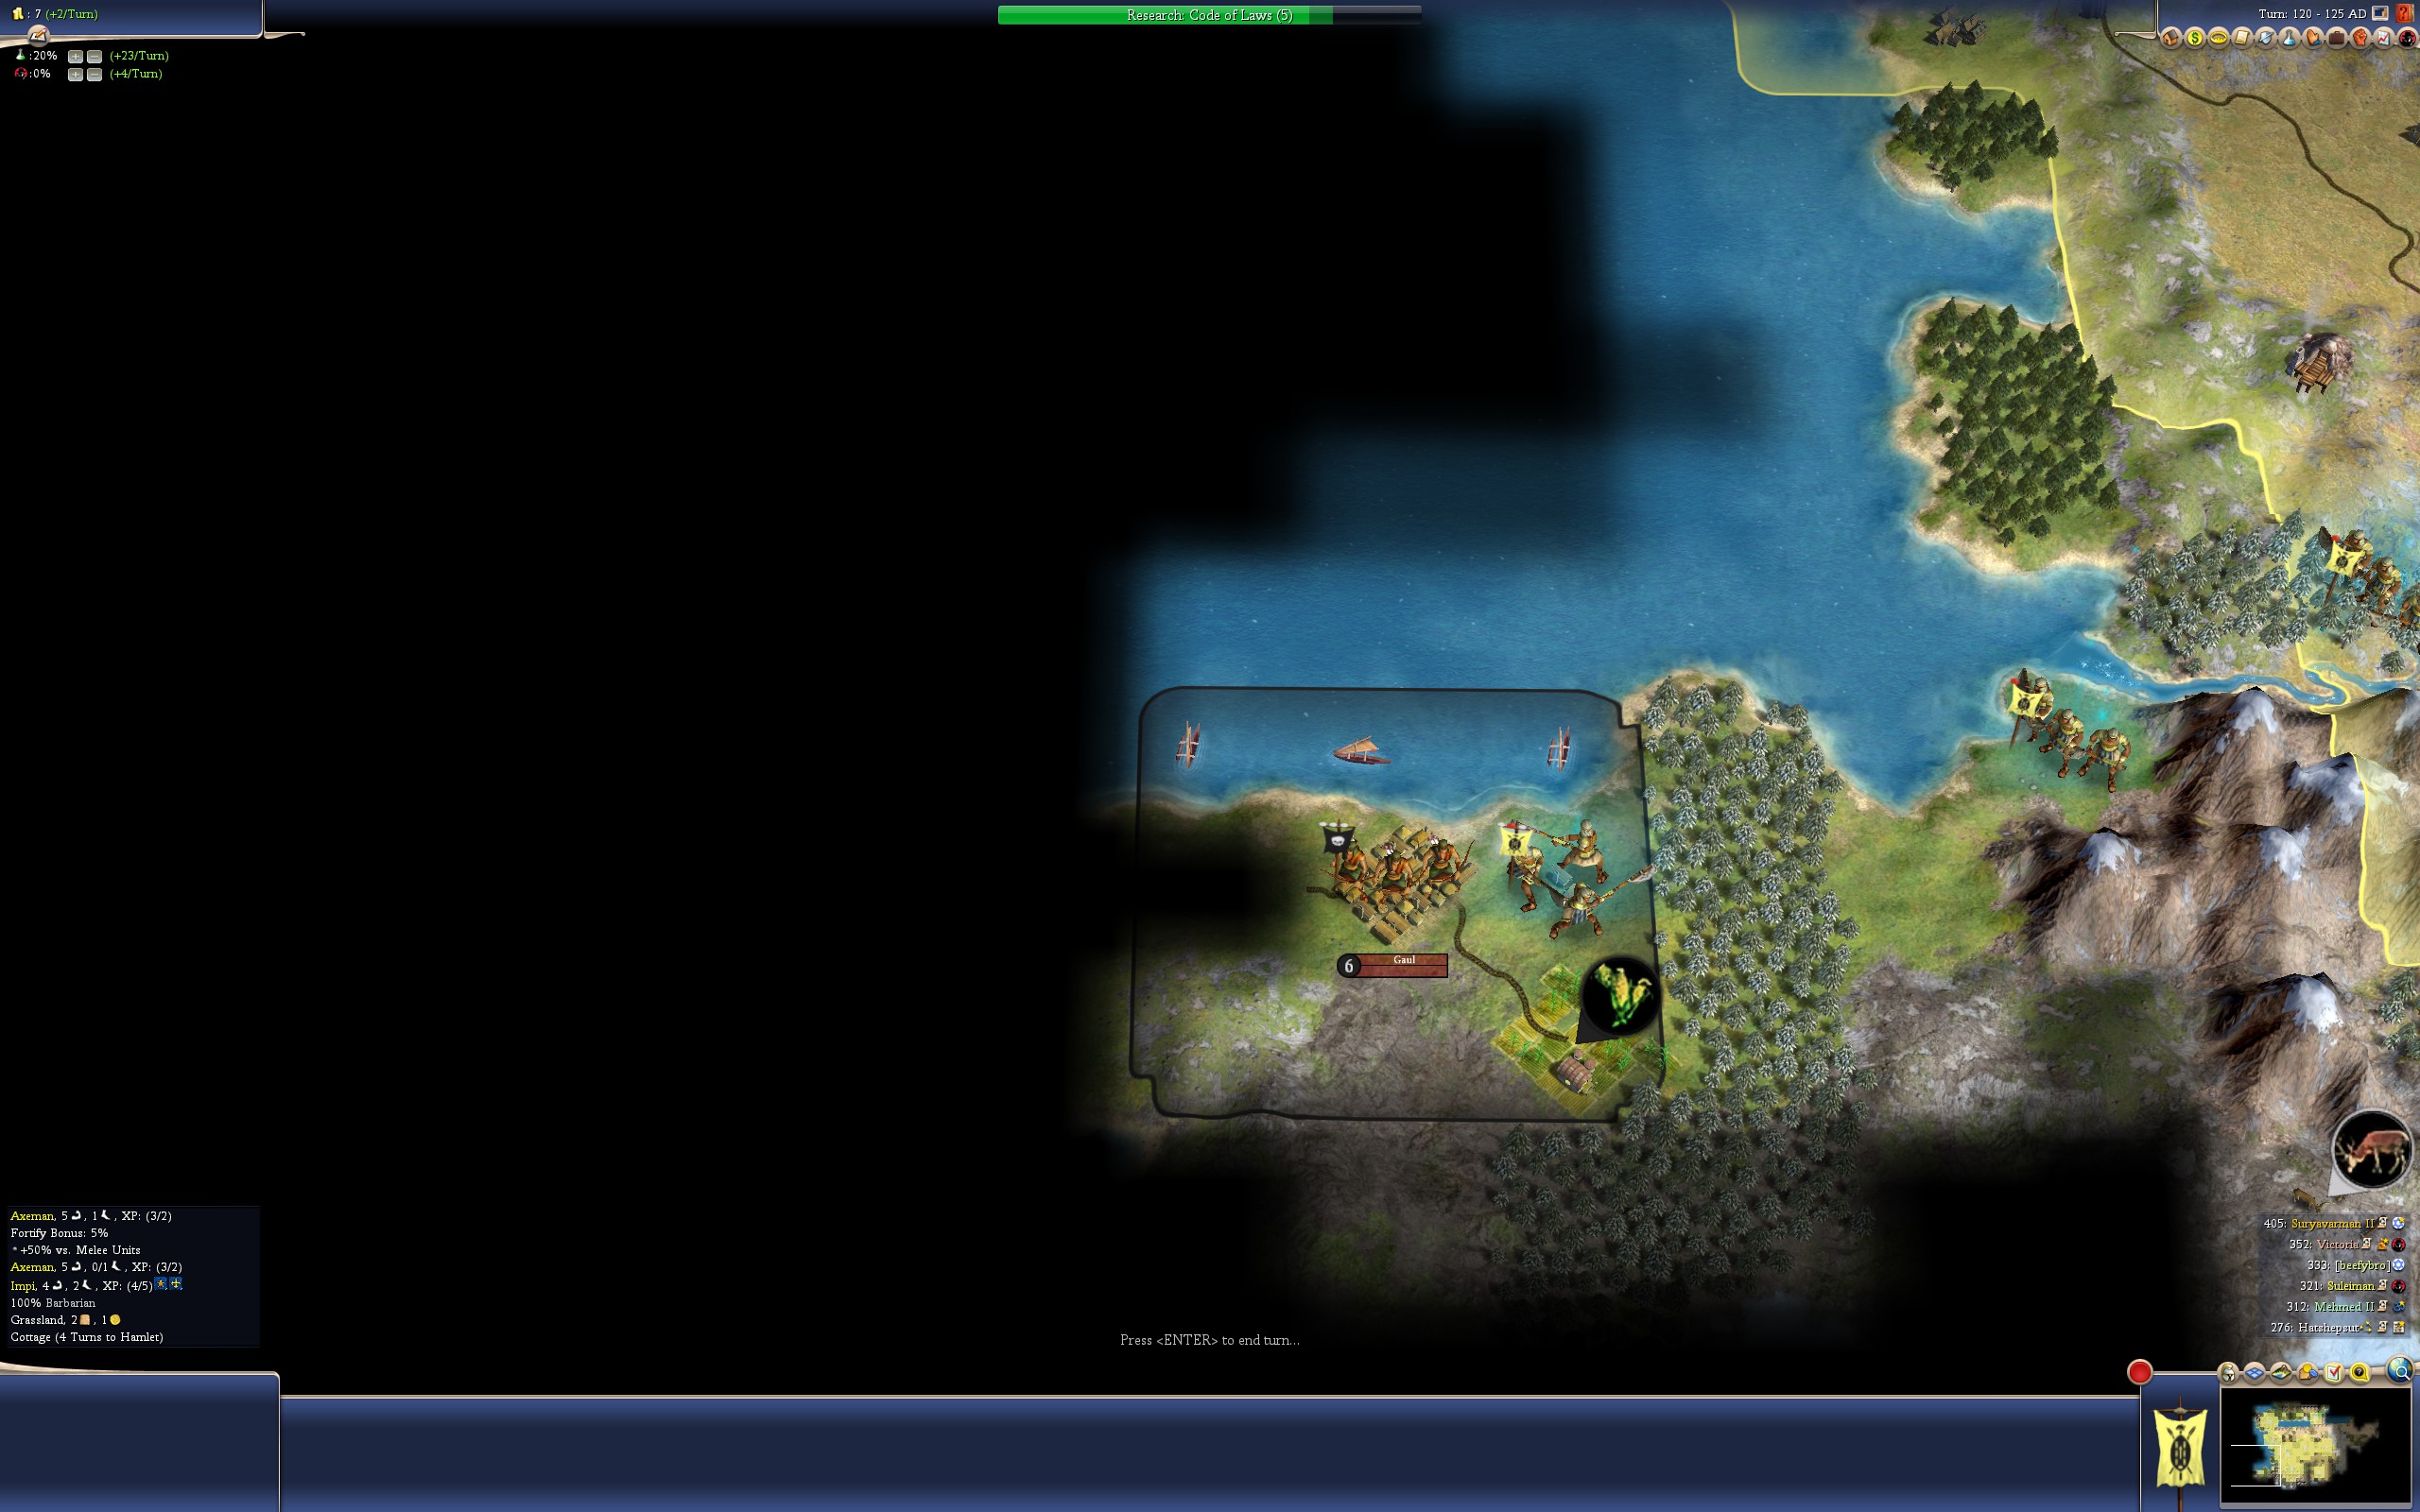 : 7 (+2/Turn)
Research: Code of Laws (5)
Turn: 120 - 125 AD
:20% (+23/Turn)
:0% (+4/Turn)
6 Gaul
Axeman, 5 , 1 , XP: (3/2)
Fortify Bonus: 5%
+50% vs. Melee Units
Axeman, 5 , 0/1 , XP: (3/2)
Impi, 4 , 2 , XP: (4/5)
100% Barbarian
Grassland, 2 , 1
Cottage (4 Turns to Hamlet)
405: Suryavarman II
352: Victoria
333: [beefybro]
321: Suleiman
312: Mehmed II
276: Hatshepsut
Press <ENTER> to end turn...